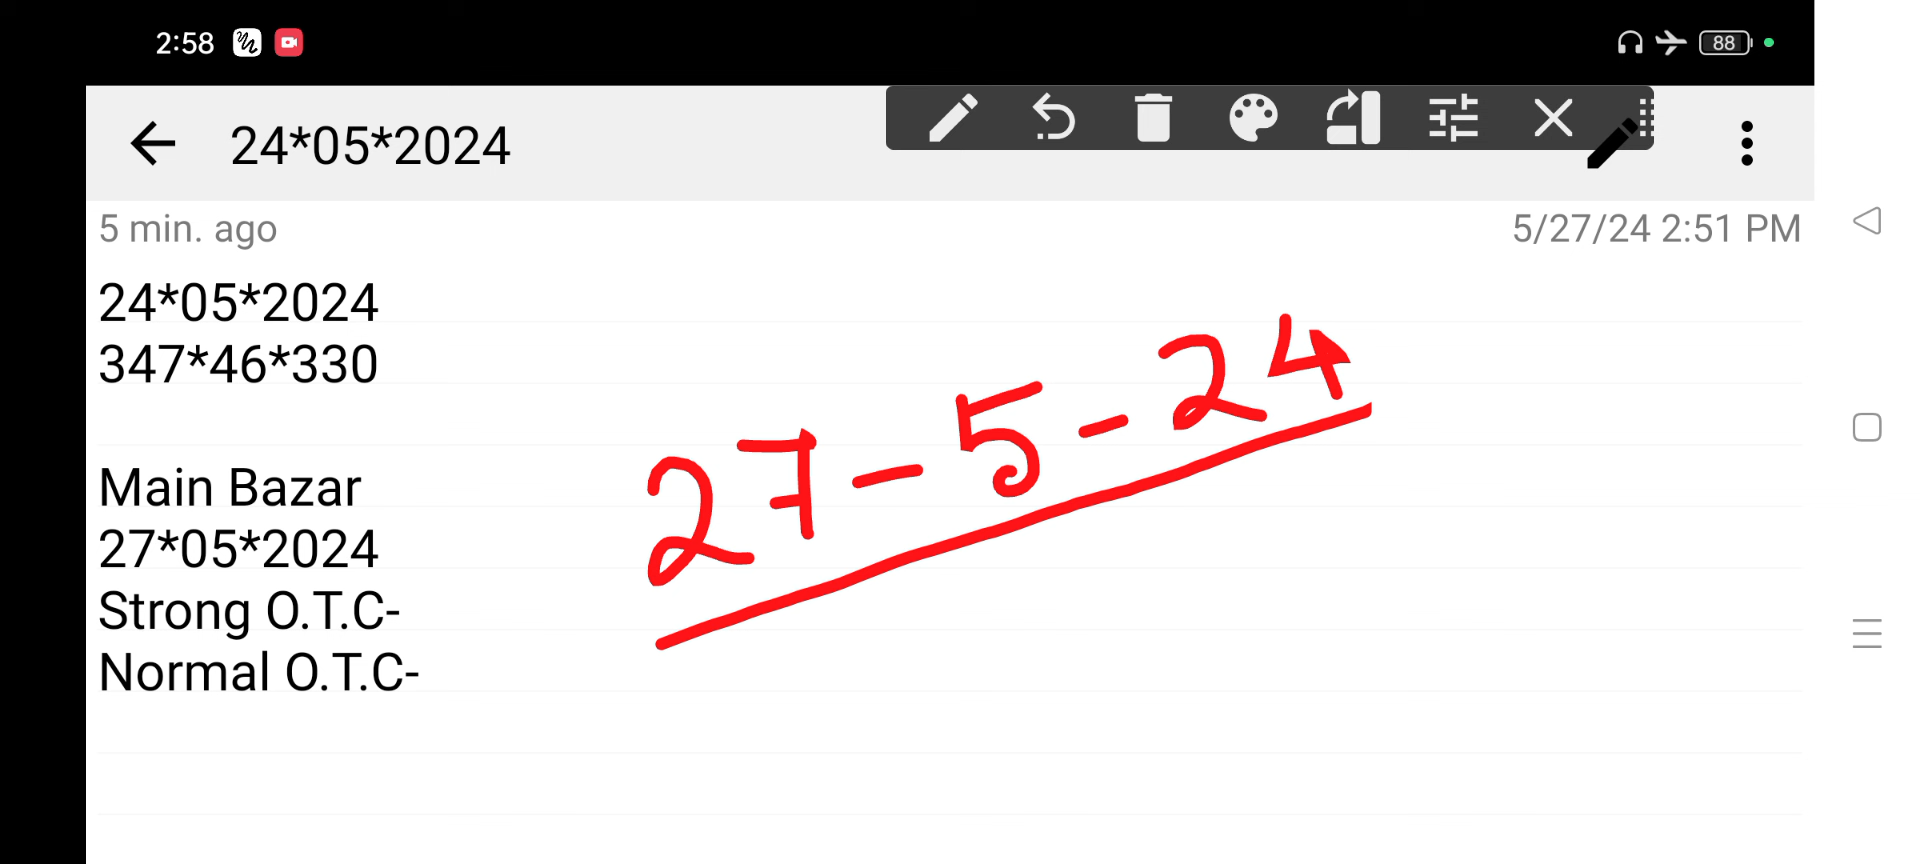 2:58
88
24*05*2024
5 min. ago
5/27/24 2:51 PM
24*05*2024
347*46*330
27-5-24
Main Bazar
27*05*2024
Strong O.T.C-
Normal O.T.C-